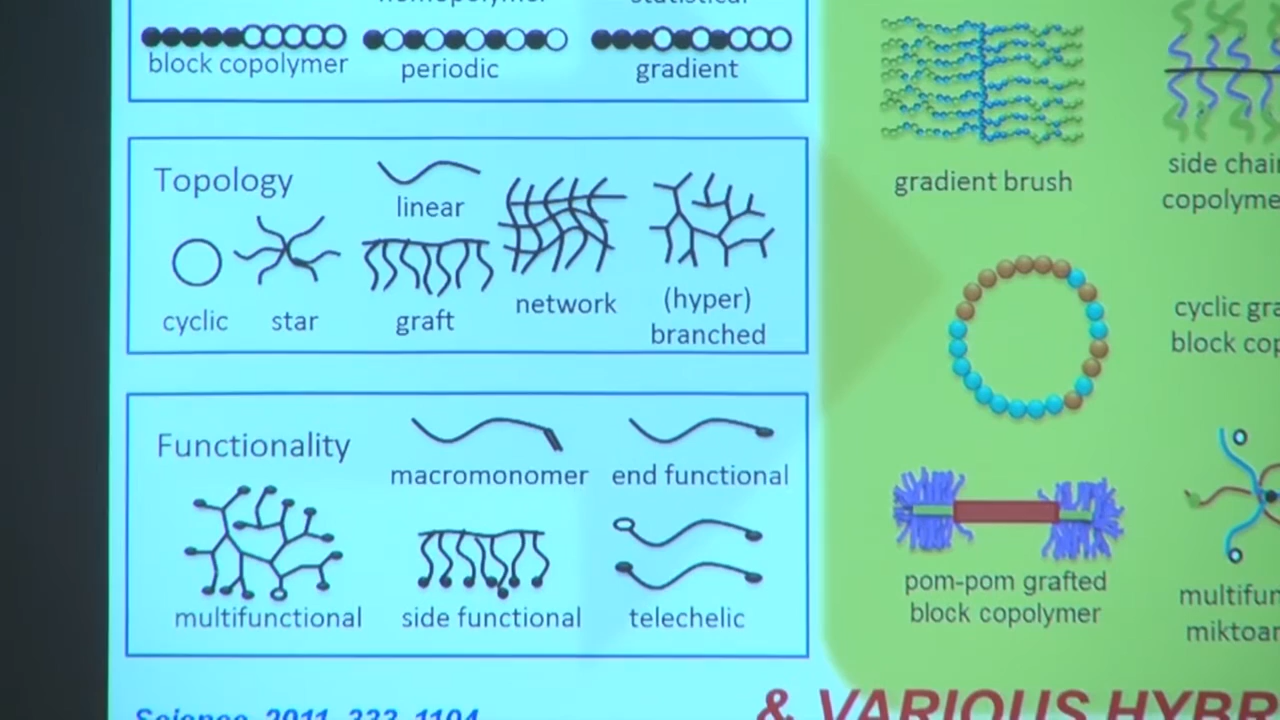 homopolymer
statistical
block copolymer
periodic
gradient
Topology
linear
cyclic
star
graft
network
(hyper)
branched
Functionality
macromonomer
end functional
multifunctional
side functional
telechelic
Science, 2011, 333, 1104
gradient brush
side chain
cyclic gra
block cop
pom-pom grafted
block copolymer
multifun
miktoar
& VARIOUS HYBR